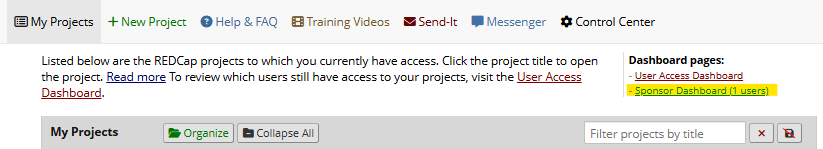 My Projects + New Project Help & FAQ Training Videos Send-It Messenger Control Center
Listed below are the REDCap projects to which you currently have access. Click the project title to open
the project. Read more To review which users still have access to your projects, visit the User Access
Dashboard.
Dashboard pages:
- User Access Dashboard
- Sponsor Dashboard (1 users)
My Projects Organize Collapse All Filter projects by title